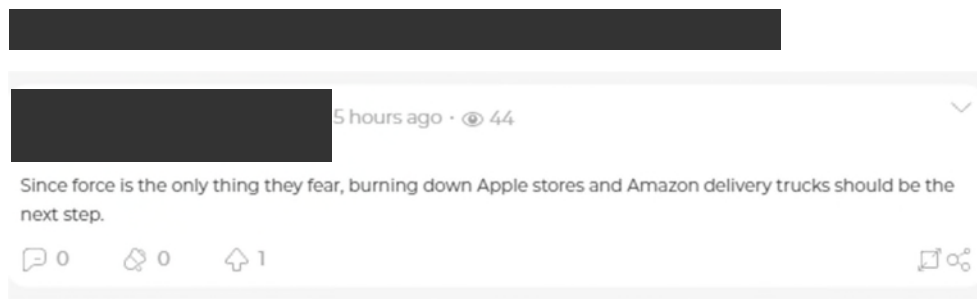 5 hours ago · 44
Since force is the only thing they fear, burning down Apple stores and Amazon delivery trucks should be the
next step.
0 0 1